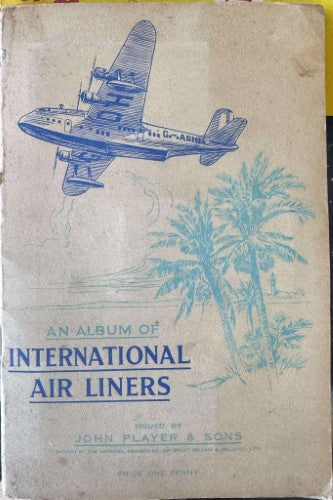 AN ALBUM OF
INTERNATIONAL
AIR LINERS
ISSUED BY
JOHN PLAYER & SONS
BRANCH OF THE IMPERIAL TOBACCO CO. (OF GREAT BRITAIN & IRELAND), LTD.
PRICE ONE PENNY